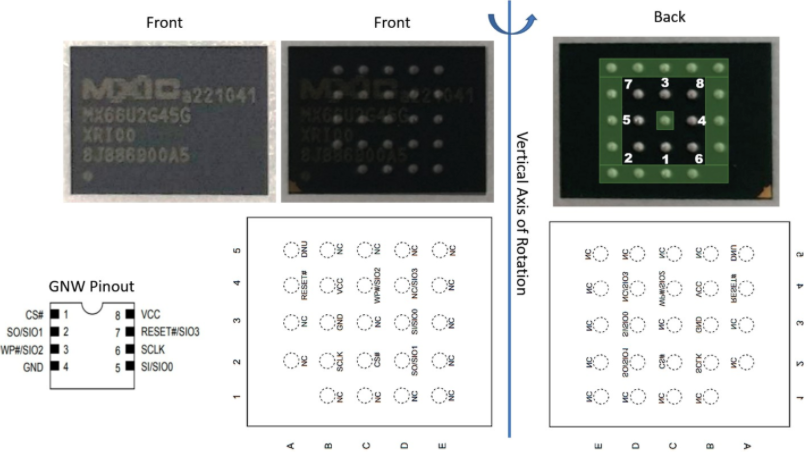 Front
Front
Back
MXIC a221041
MX66U2G45G
XRI00
8J886900A5
MXIC a221041
MX66U2G45G
XRI00
8J886900A5
7 3 8
5 4
2 1 6
Vertical Axis of Rotation
GNW Pinout
CS# 1 8 VCC
SO/SIO1 2 7 RESET#/SIO3
WP#/SIO2 3 6 SCLK
GND 4 5 SI/SIO0
5 DNU NC NC NC NC
4 RESET# VCC WP#/SIO2 NC/SIO3 NC
3 NC GND NC SI/SIO0 NC
2 NC SCLK CS# SO/SIO1 NC
1 NC NC NC NC
A B C D E
NC NC NC NC DNU 5
NC NC/SIO3 WP#/SIO2 VCC RESET# 4
NC SI/SIO0 NC GND NC 3
NC SO/SIO1 CS# SCLK NC 2
NC NC NC NC 1
E D C B A